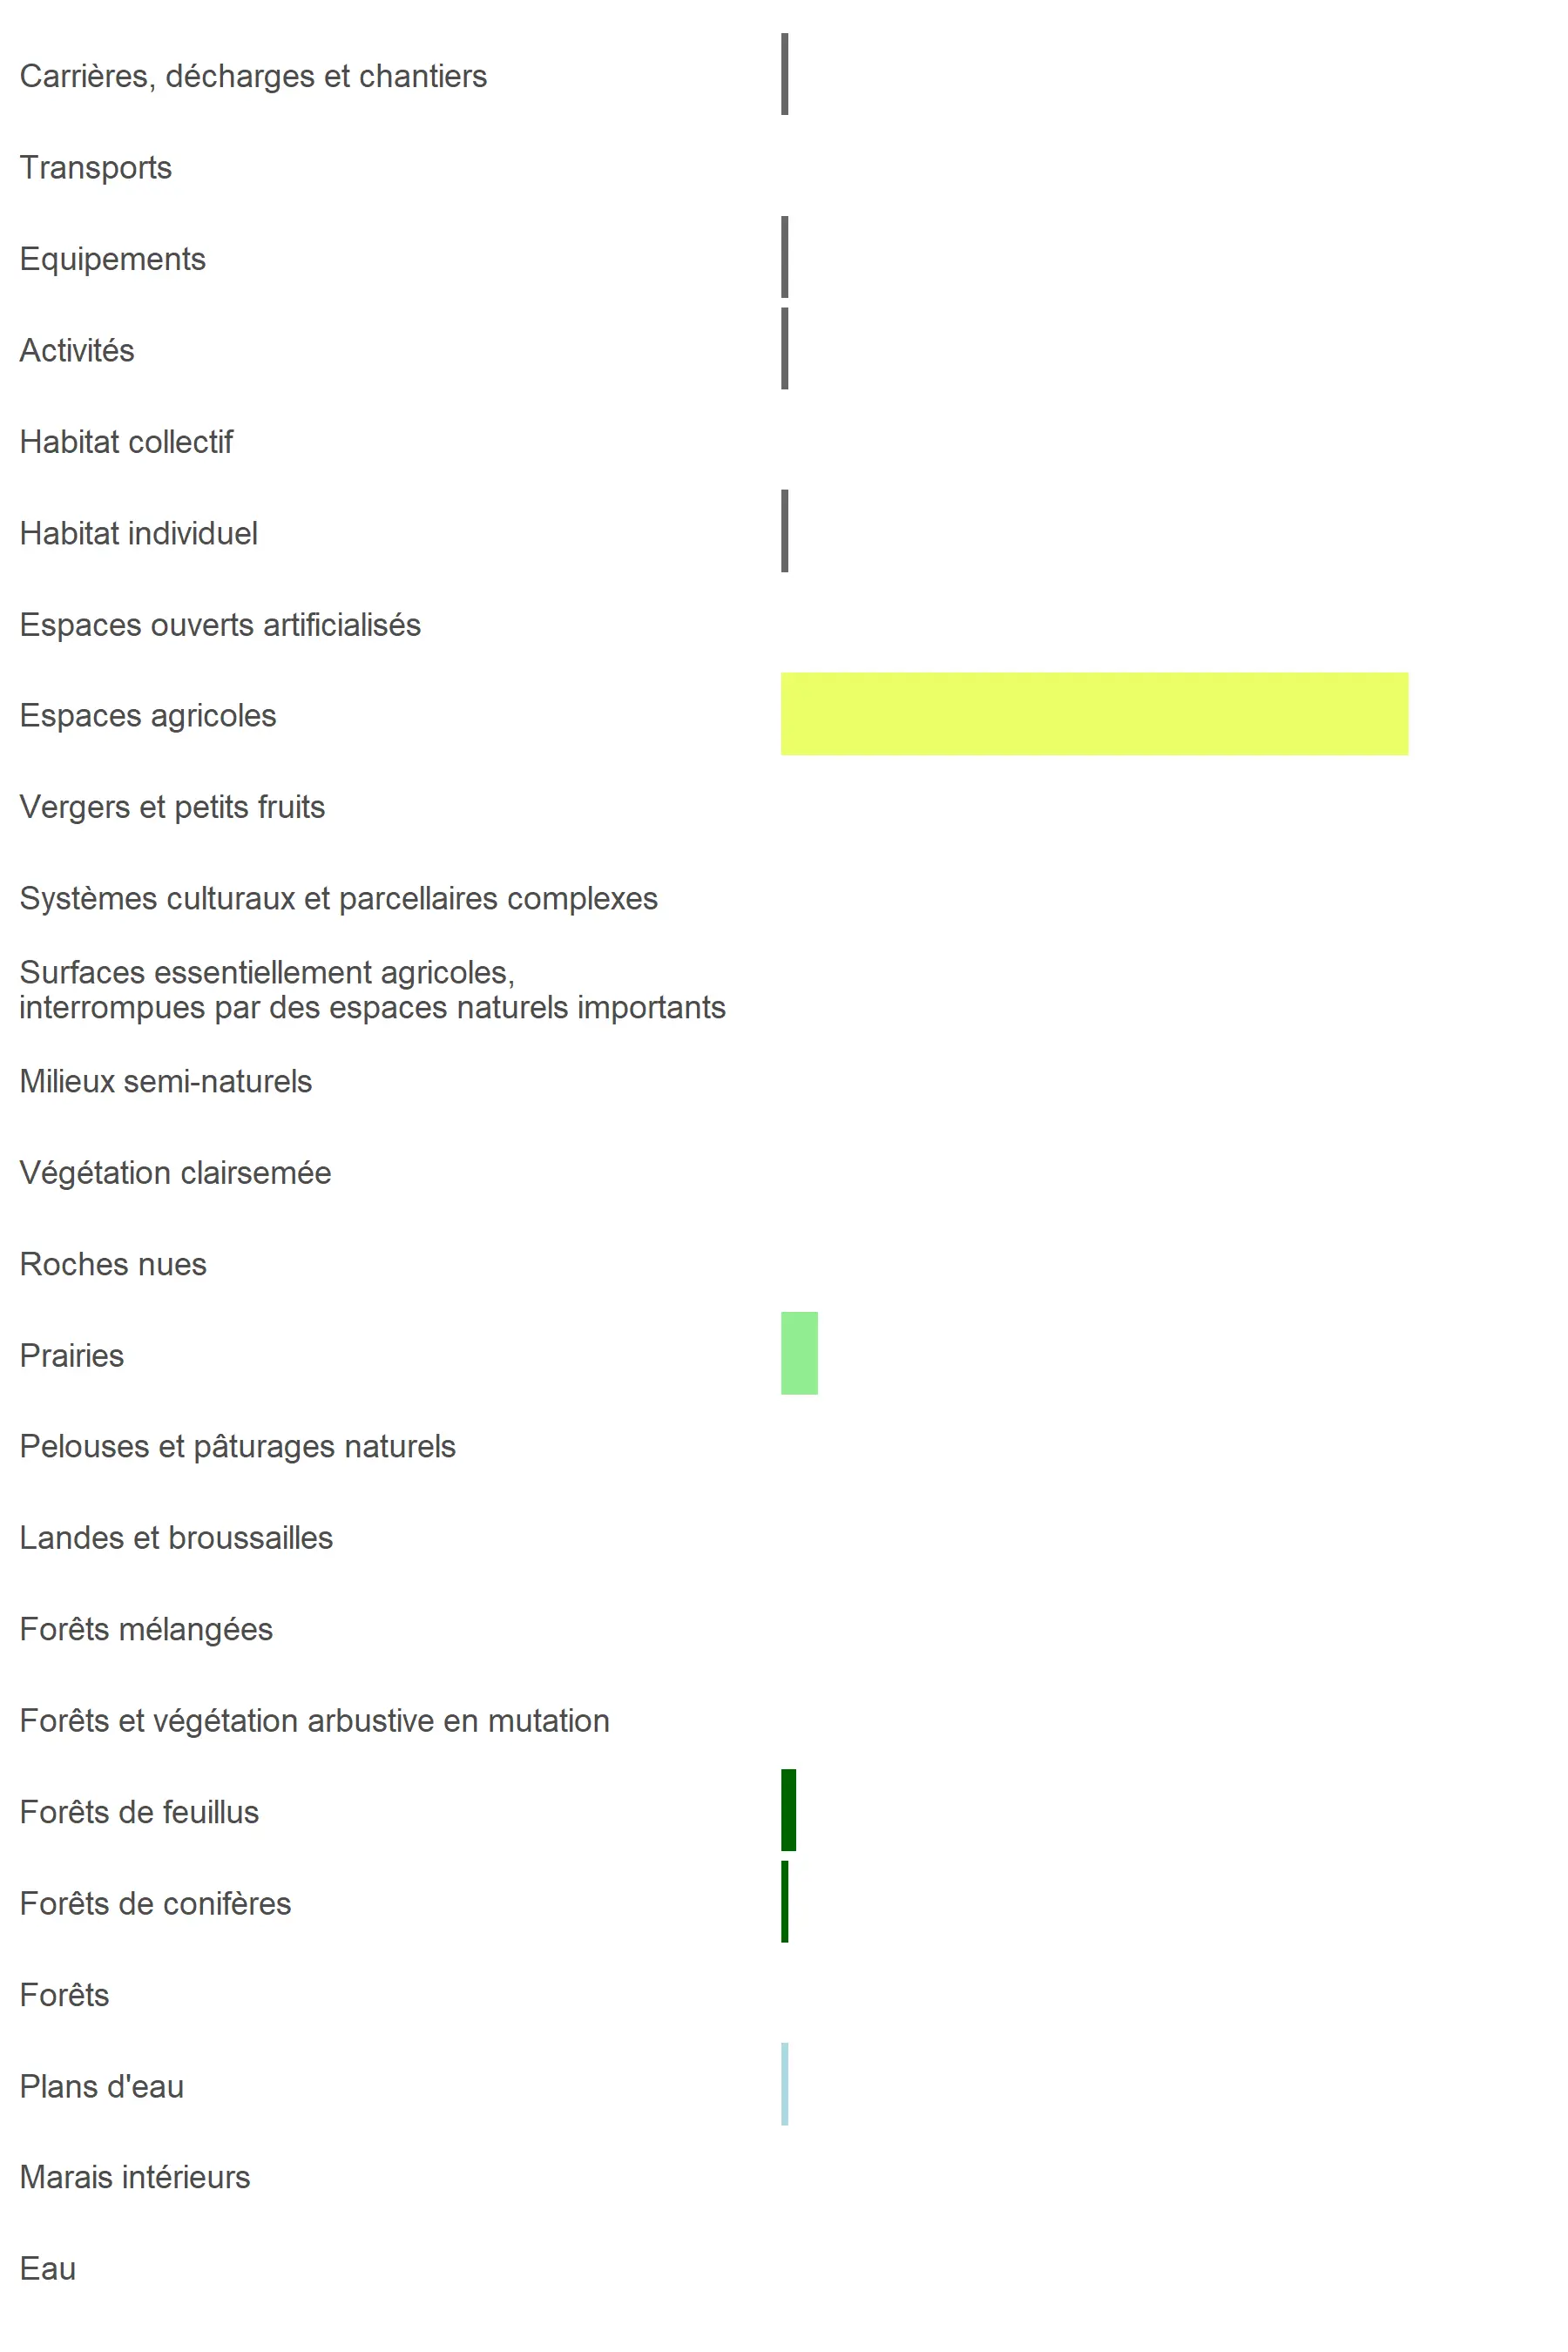 Carrières, décharges et chantiers
Transports
Equipements
Activités
Habitat collectif
Habitat individuel
Espaces ouverts artificialisés
Espaces agricoles
Vergers et petits fruits
Systèmes culturaux et parcellaires complexes
Surfaces essentiellement agricoles,
interrompues par des espaces naturels importants
Milieux semi-naturels
Végétation clairsemée
Roches nues
Prairies
Pelouses et pâturages naturels
Landes et broussailles
Forêts mélangées
Forêts et végétation arbustive en mutation
Forêts de feuillus
Forêts de conifères
Forêts
Plans d'eau
Marais intérieurs
Eau